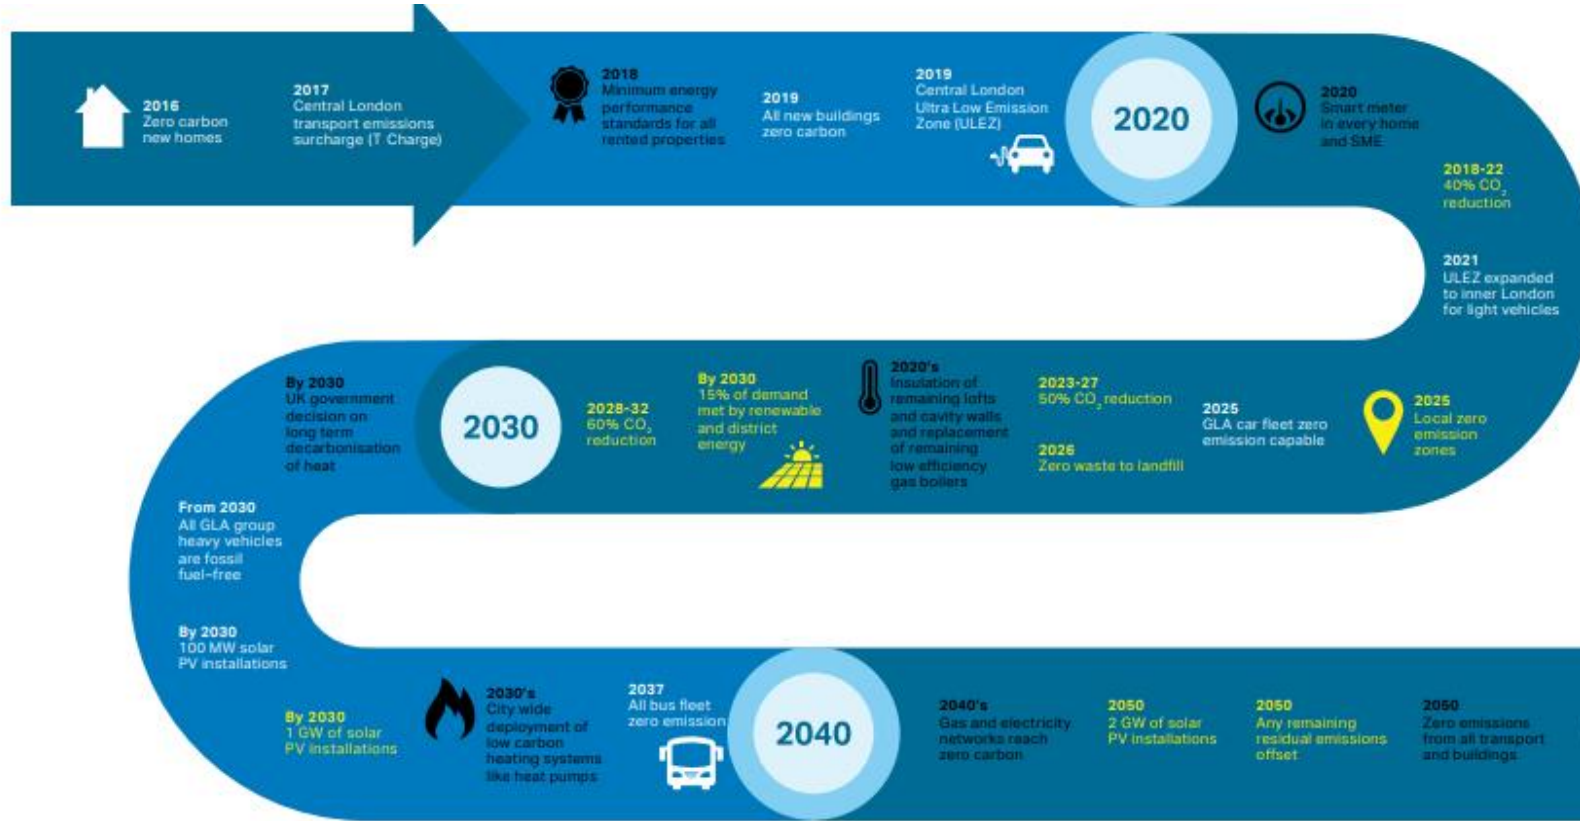 2016
Zero carbon
new homes
2017
Central London
transport emissions
surcharge (T Charge)
2018
Minimum energy
performance
standards for all
rented properties
2019
All new buildings
zero carbon
2019
Central London
Ultra Low Emission
Zone (ULEZ)
2020
2020
Smart meter
in every home
and SME
2018-22
40% CO₂
reduction
2021
ULEZ expanded
to inner London
for light vehicles
2025
Local zero
emission
zones
2025
GLA car fleet zero
emission capable
2023-27
50% CO₂ reduction
2026
Zero waste to landfill
2020's
Insulation of
remaining lofts
and cavity walls
and replacement
of remaining
low efficiency
gas boilers
By 2030
15% of demand
met by renewable
and district
energy
2028-32
60% CO₂
reduction
2030
By 2030
UK government
decision on
long term
decarbonisation
of heat
From 2030
All GLA group
heavy vehicles
are fossil
fuel-free
By 2030
100 MW solar
PV installations
By 2030
1 GW of solar
PV installations
2030's
City wide
deployment of
low carbon
heating systems
like heat pumps
2037
All bus fleet
zero emission
2040
2040's
Gas and electricity
networks reach
zero carbon
2050
2 GW of solar
PV installations
2050
Any remaining
residual emissions
offset
2050
Zero emissions
from all transport
and buildings